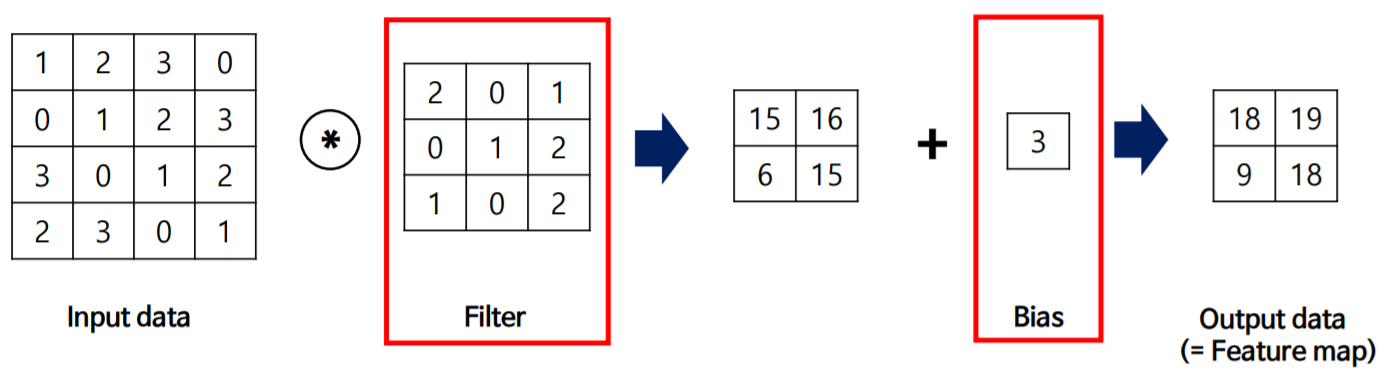 1 2 3 0
0 1 2 3
3 0 1 2
2 3 0 1
Input data
*
2 0 1
0 1 2
1 0 2
Filter
15 16
6 15
+
3
Bias
18 19
9 18
Output data
(= Feature map)